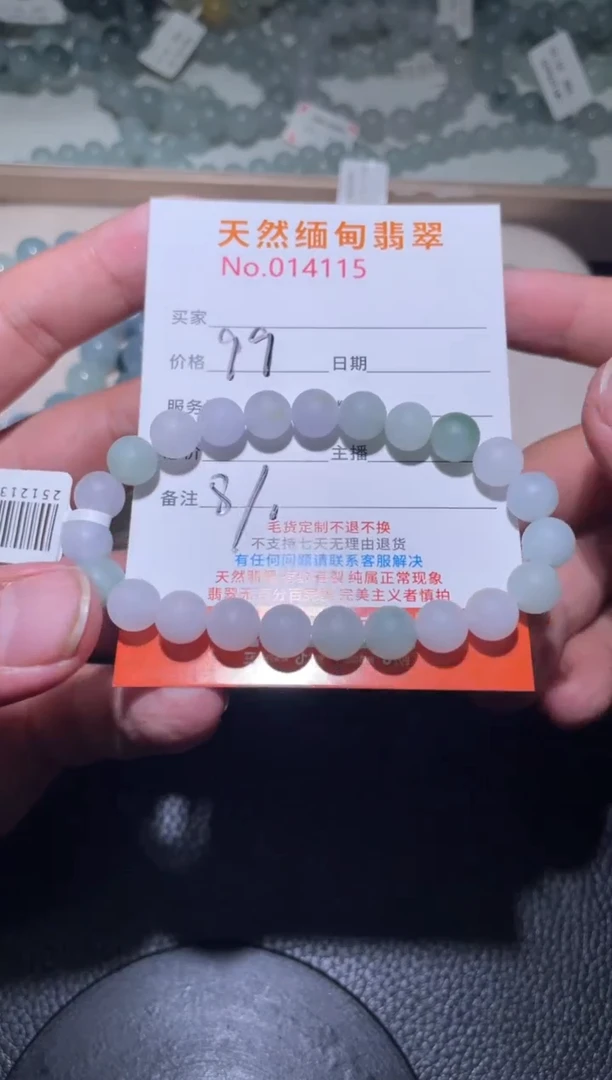 天然缅甸翡翠
No.014115
买家
价格 99 日期
服务
主播
备注 8/.
毛货定制不退不换
不支持七天无理由退货
有任何问题请联系客服解决
天然翡翠 纯属正常现象
翡翠 完美主义者慎拍
251213